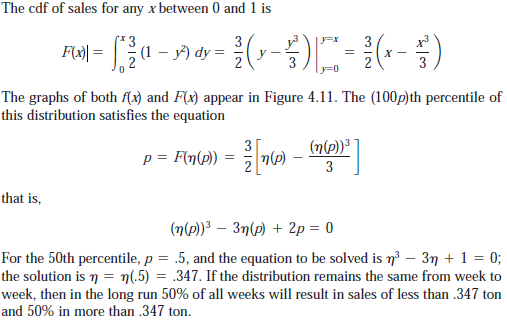 The cdf of sales for any x between 0 and 1 is
F(x)| = ∫₀ˣ 3/2 (1 − y²) dy = 3/2 (y − y³/3) |y=x y=0 = 3/2 (x − x³/3)
The graphs of both f(x) and F(x) appear in Figure 4.11. The (100p)th percentile of
this distribution satisfies the equation
p = F(η(p)) = 3/2 [η(p) − (η(p))³/3]
that is,
(η(p))³ − 3η(p) + 2p = 0
For the 50th percentile, p = .5, and the equation to be solved is η³ − 3η + 1 = 0;
the solution is η = η(.5) = .347. If the distribution remains the same from week to
week, then in the long run 50% of all weeks will result in sales of less than .347 ton
and 50% in more than .347 ton.